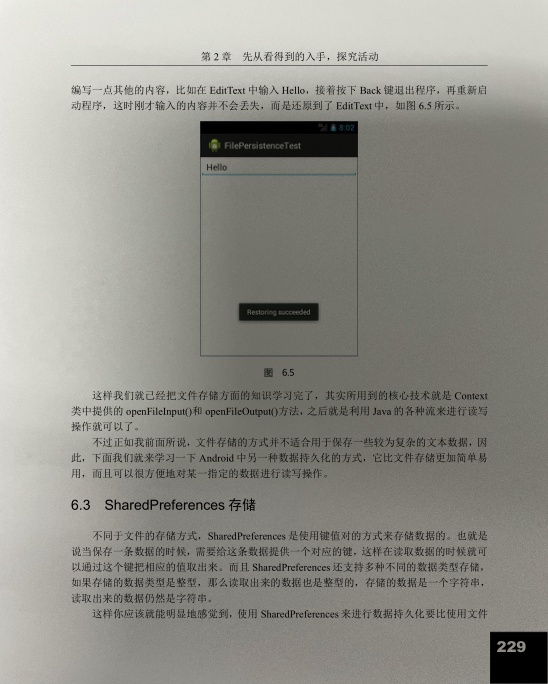 第 2 章 先从看得到的入手，探究活动
编写一点其他的内容，比如在 EditText 中输入 Hello，接着按下 Back 键退出程序，再重新启
动程序，这时刚才输入的内容并不会丢失，而是还原到了 EditText 中，如图 6.5 所示。
8:02
FilePersistenceTest
Hello
Restoring succeeded
图 6.5
这样我们就已经把文件存储方面的知识学习完了，其实所用到的核心技术就是 Context
类中提供的 openFileInput()和 openFileOutput()方法，之后就是利用 Java 的各种流来进行读写
操作就可以了。
不过正如我前面所说，文件存储的方式并不适合用于保存一些较为复杂的文本数据，因
此，下面我们就来学习一下 Android 中另一种数据持久化的方式，它比文件存储更加简单易
用，而且可以很方便地对某一指定的数据进行读写操作。
6.3 SharedPreferences 存储
不同于文件的存储方式，SharedPreferences 是使用键值对的方式来存储数据的。也就是
说当保存一条数据的时候，需要给这条数据提供一个对应的键，这样在读取数据的时候就可
以通过这个键把相应的值取出来。而且 SharedPreferences 还支持多种不同的数据类型存储，
如果存储的数据类型是整型，那么读取出来的数据也是整型的，存储的数据是一个字符串，
读取出来的数据仍然是字符串。
这样你应该就能明显地感觉到，使用 SharedPreferences 来进行数据持久化要比使用文件
229